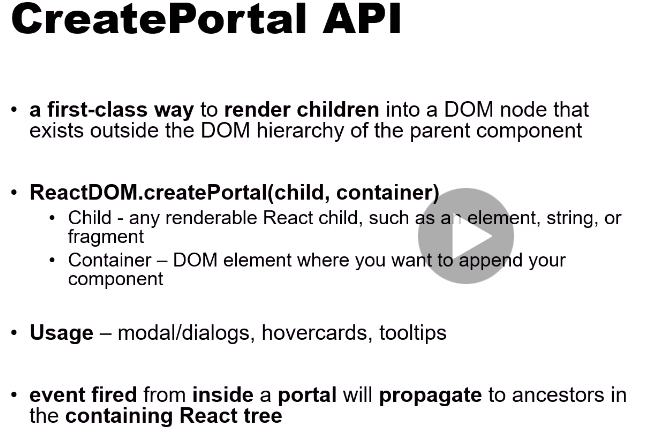 CreatePortal API
• a first-class way to render children into a DOM node that
exists outside the DOM hierarchy of the parent component
• ReactDOM.createPortal(child, container)
• Child - any renderable React child, such as an element, string, or
fragment
• Container – DOM element where you want to append your
component
• Usage – modal/dialogs, hovercards, tooltips
• event fired from inside a portal will propagate to ancestors in
the containing React tree